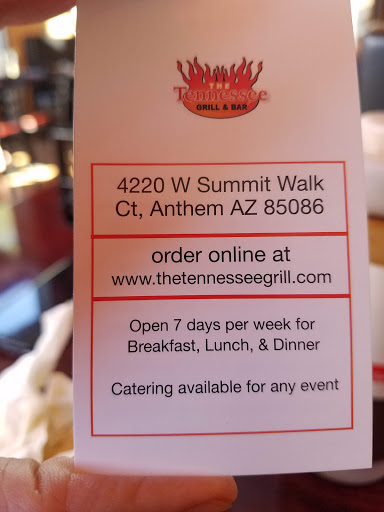 THE
Tennessee
GRILL & BAR
4220 W Summit Walk
Ct, Anthem AZ 85086
order online at
www.thetennesseegrill.com
Open 7 days per week for
Breakfast, Lunch, & Dinner
Catering available for any event